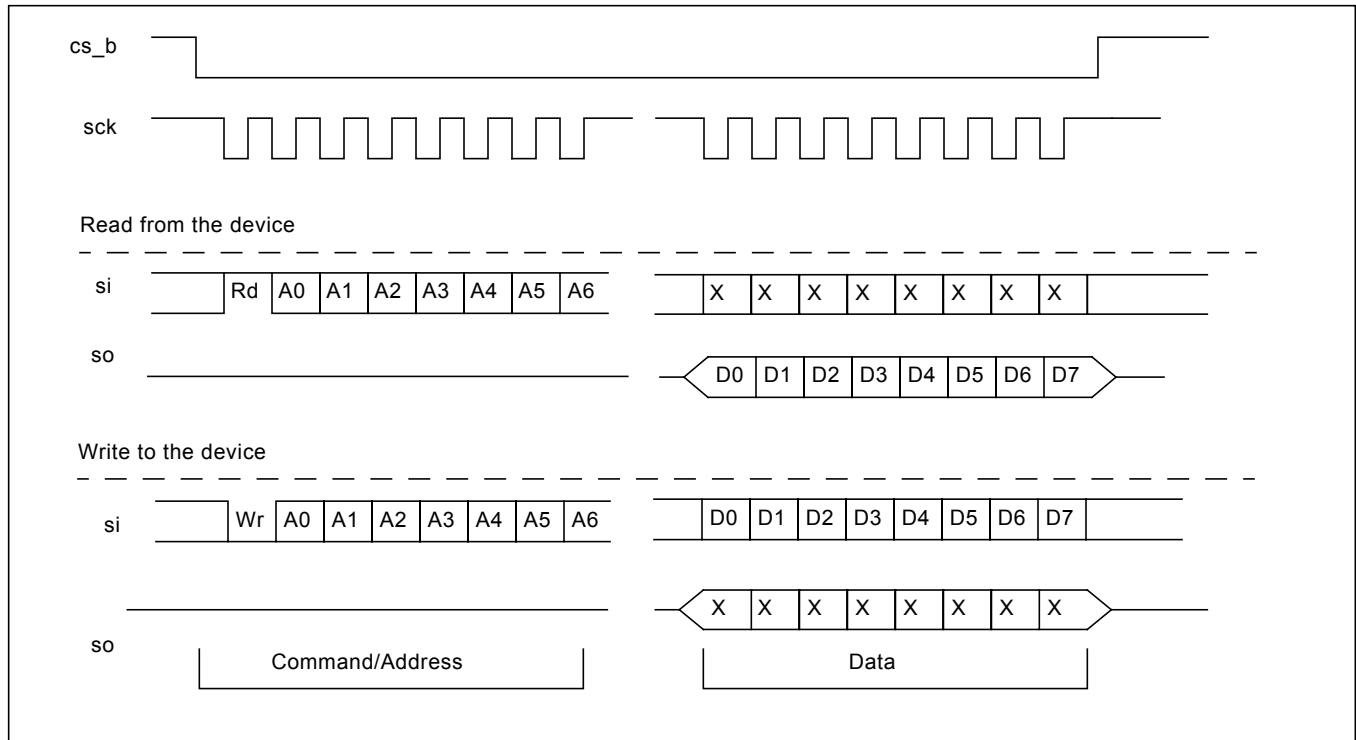 cs_b
sck
Read from the device
si Rd A0 A1 A2 A3 A4 A5 A6 X X X X X X X X
so D0 D1 D2 D3 D4 D5 D6 D7
Write to the device
si Wr A0 A1 A2 A3 A4 A5 A6 D0 D1 D2 D3 D4 D5 D6 D7
so X X X X X X X X
Command/Address Data